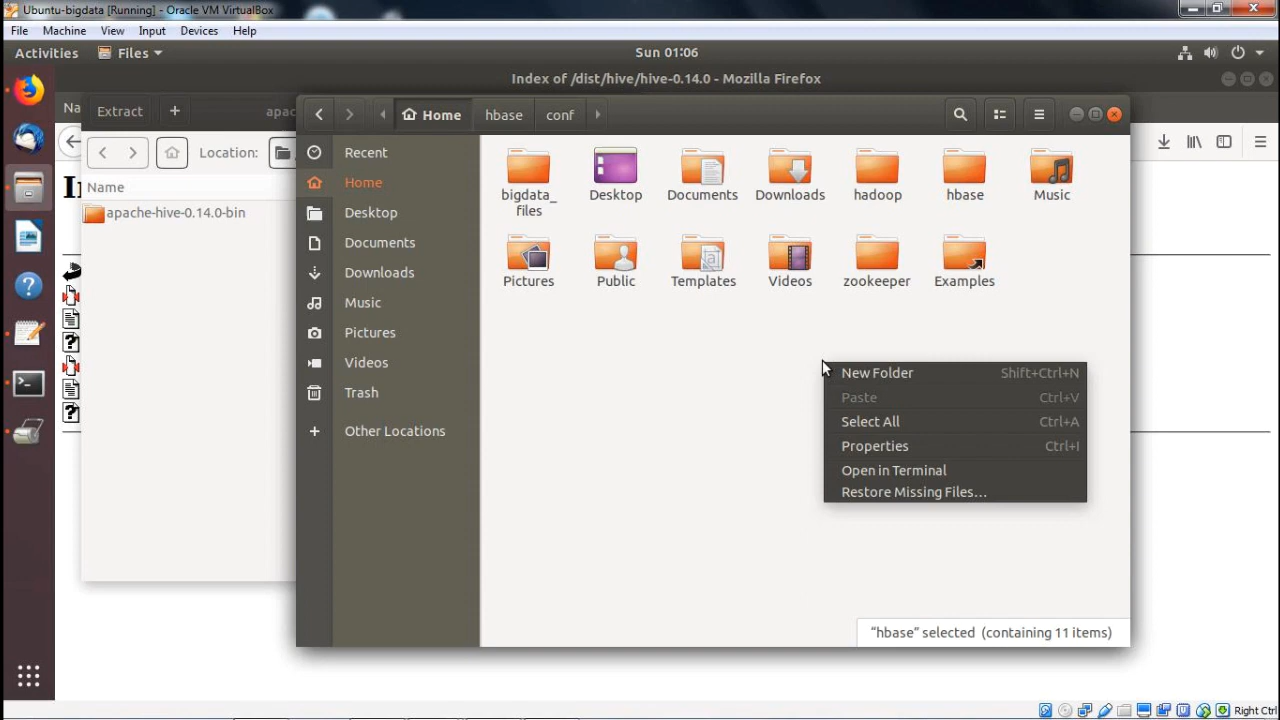 Ubuntu-bigdata [Running] - Oracle VM VirtualBox
File Machine View Input Devices Help
Activities Files Sun 01:06
Index of /dist/hive/hive-0.14.0 - Mozilla Firefox
Na
Extract + apac
Location:
Name
apache-hive-0.14.0-bin
Home hbase conf
Recent
Home
Desktop
Documents
Downloads
Music
Pictures
Videos
Trash
+ Other Locations
bigdata_
files
Desktop Documents Downloads hadoop hbase Music
Pictures Public Templates Videos zookeeper Examples
New Folder Shift+Ctrl+N
Paste Ctrl+V
Select All Ctrl+A
Properties Ctrl+I
Open in Terminal
Restore Missing Files…
“hbase” selected (containing 11 items)
Right Ctrl